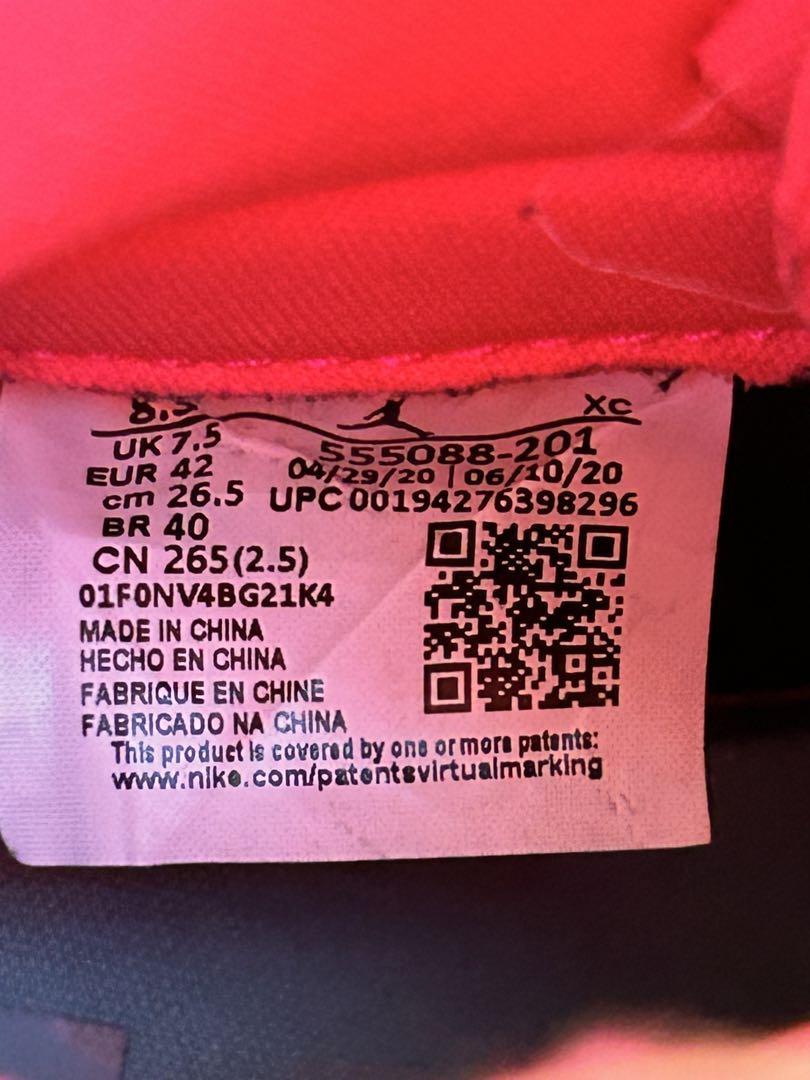 8.5 XC
UK 7.5
EUR 42
cm 26.5
BR 40
CN 265(2.5)
555088-201
04/29/20 | 06/10/20
UPC 00194276398296
01F0NV4BG21K4
MADE IN CHINA
HECHO EN CHINA
FABRIQUE EN CHINE
FABRICADO NA CHINA
This product is covered by one or more patents:
www.nike.com/patentsvirtualmarking